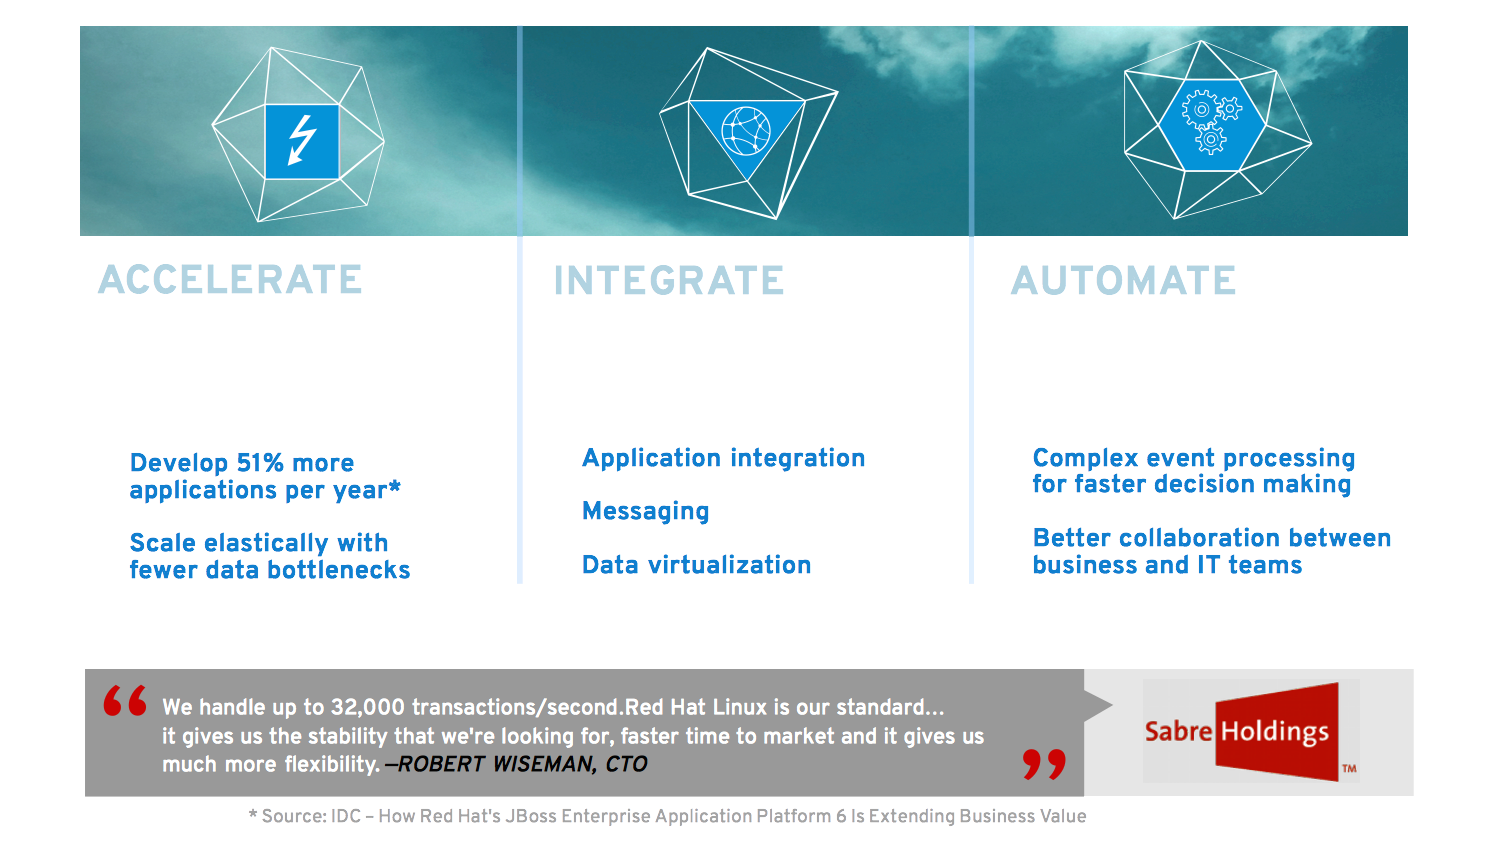 ACCELERATE
INTEGRATE
AUTOMATE
Develop 51% more
applications per year*
Scale elastically with
fewer data bottlenecks
Application integration
Messaging
Data virtualization
Complex event processing
for faster decision making
Better collaboration between
business and IT teams
“ We handle up to 32,000 transactions/second.Red Hat Linux is our standard...
it gives us the stability that we're looking for, faster time to market and it gives us
much more flexibility. —ROBERT WISEMAN, CTO ”
Sabre Holdings TM
* Source: IDC – How Red Hat's JBoss Enterprise Application Platform 6 Is Extending Business Value